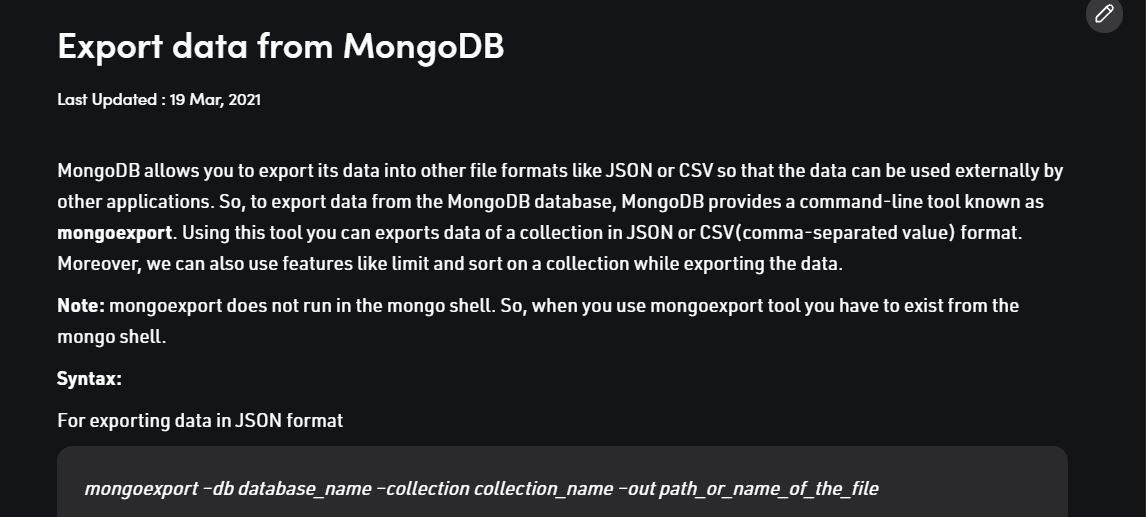 Export data from MongoDB
Last Updated : 19 Mar, 2021
MongoDB allows you to export its data into other file formats like JSON or CSV so that the data can be used externally by
other applications. So, to export data from the MongoDB database, MongoDB provides a command-line tool known as
mongoexport. Using this tool you can exports data of a collection in JSON or CSV(comma-separated value) format.
Moreover, we can also use features like limit and sort on a collection while exporting the data.
Note: mongoexport does not run in the mongo shell. So, when you use mongoexport tool you have to exist from the
mongo shell.
Syntax:
For exporting data in JSON format
mongoexport –db database_name –collection collection_name –out path_or_name_of_the_file